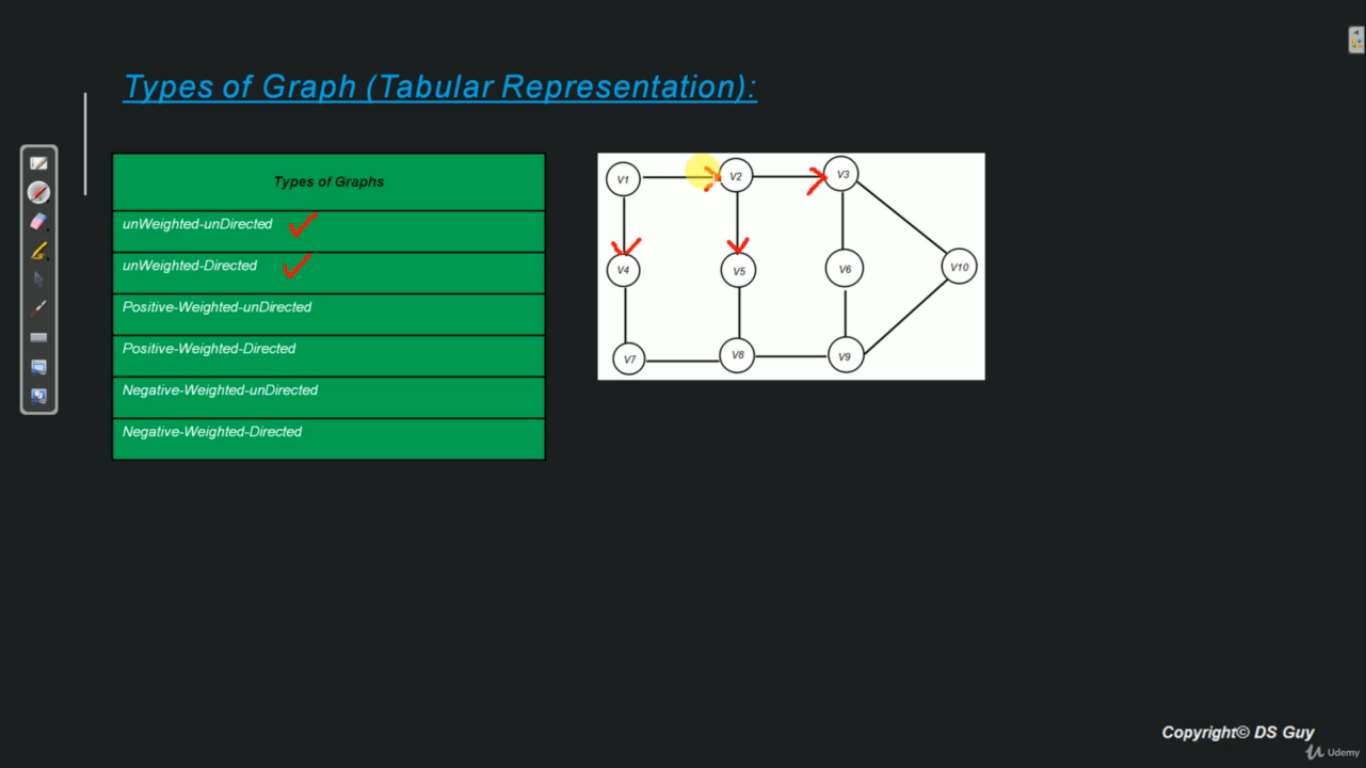 Types of Graph (Tabular Representation):
Types of Graphs
unWeighted-unDirected
unWeighted-Directed
Positive-Weighted-unDirected
Positive-Weighted-Directed
Negative-Weighted-unDirected
Negative-Weighted-Directed
V1 V2 V3
V4 V5 V6 V10
V7 V8 V9
Copyright© DS Guy
Udemy